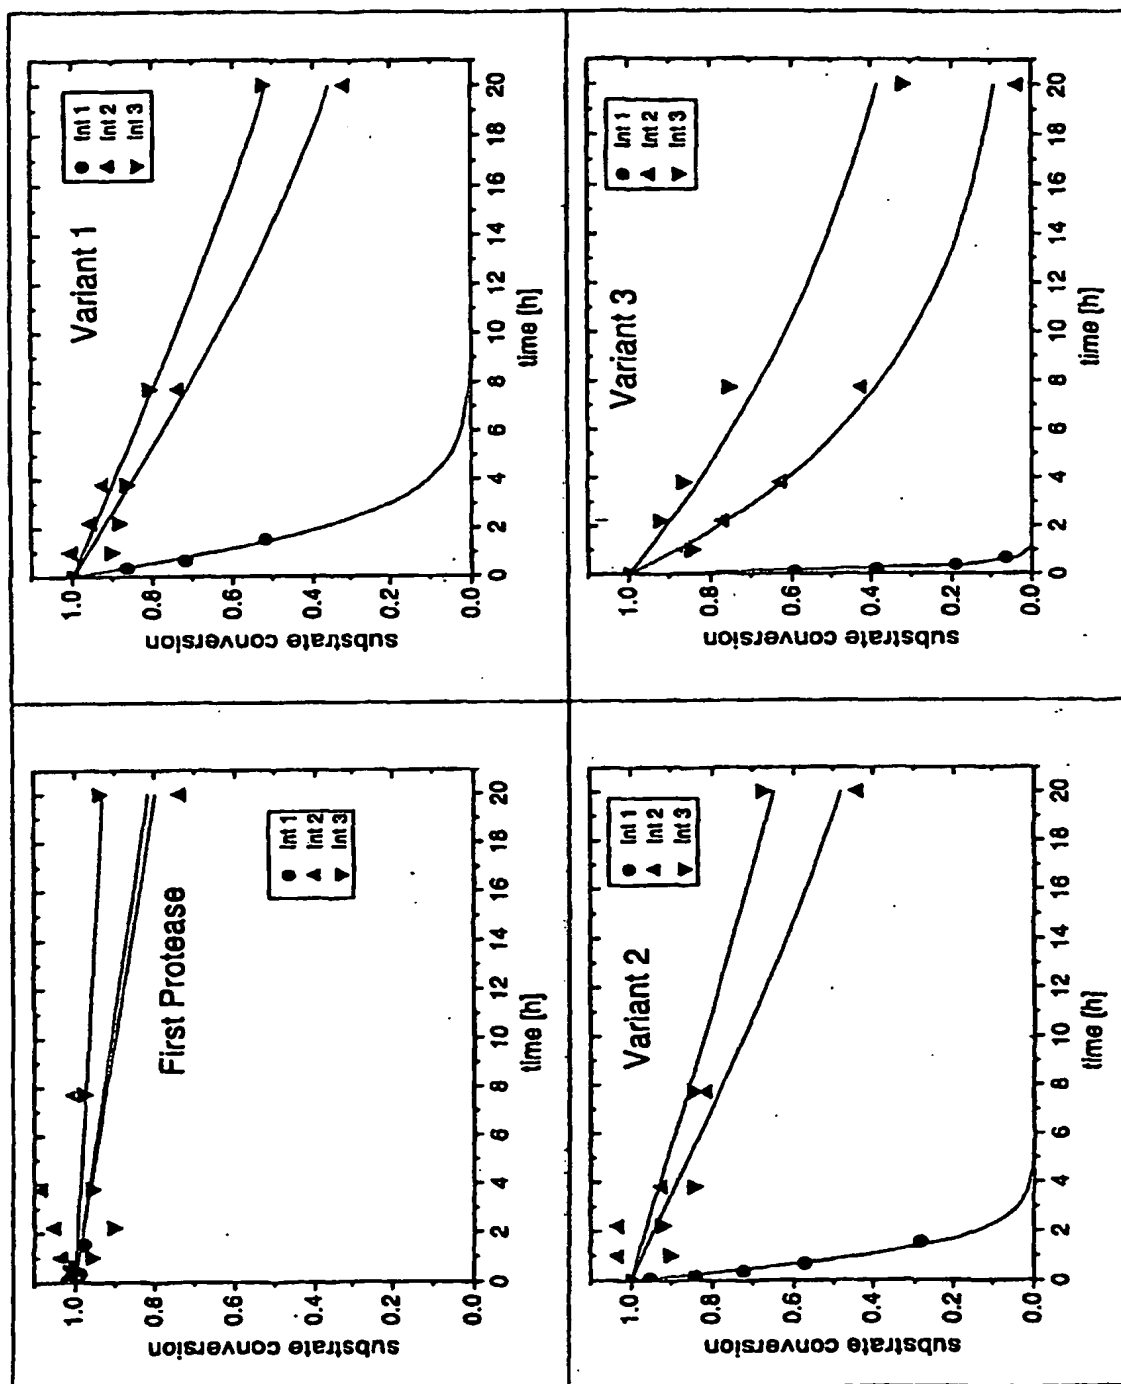 First Protease
Int 1
Int 2
Int 3
substrate conversion
1.0
0.8
0.6
0.4
0.2
0.0
0 2 4 6 8 10 12 14 16 18 20
time [h]
Variant 1
Int 1
Int 2
Int 3
substrate conversion
1.0
0.8
0.6
0.4
0.2
0.0
0 2 4 6 8 10 12 14 16 18 20
time [h]
Variant 2
Int 1
Int 2
Int 3
substrate conversion
1.0
0.8
0.6
0.4
0.2
0.0
0 2 4 6 8 10 12 14 16 18 20
time [h]
Variant 3
Int 1
Int 2
Int 3
substrate conversion
1.0
0.8
0.6
0.4
0.2
0.0
0 2 4 6 8 10 12 14 16 18 20
time [h]